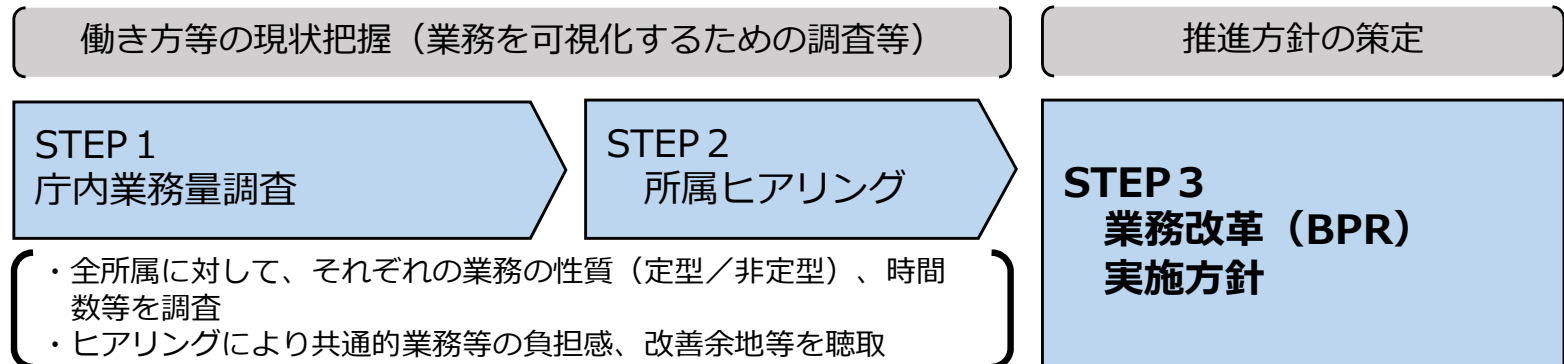 働き方等の現状把握（業務を可視化するための調査等）
推進方針の策定
STEP１
庁内業務量調査
STEP２
所属ヒアリング
STEP３
業務改革（BPR）
実施方針
・全所属に対して、それぞれの業務の性質（定型／非定型）、時間
数等を調査
・ヒアリングにより共通的業務等の負担感、改善余地等を聴取